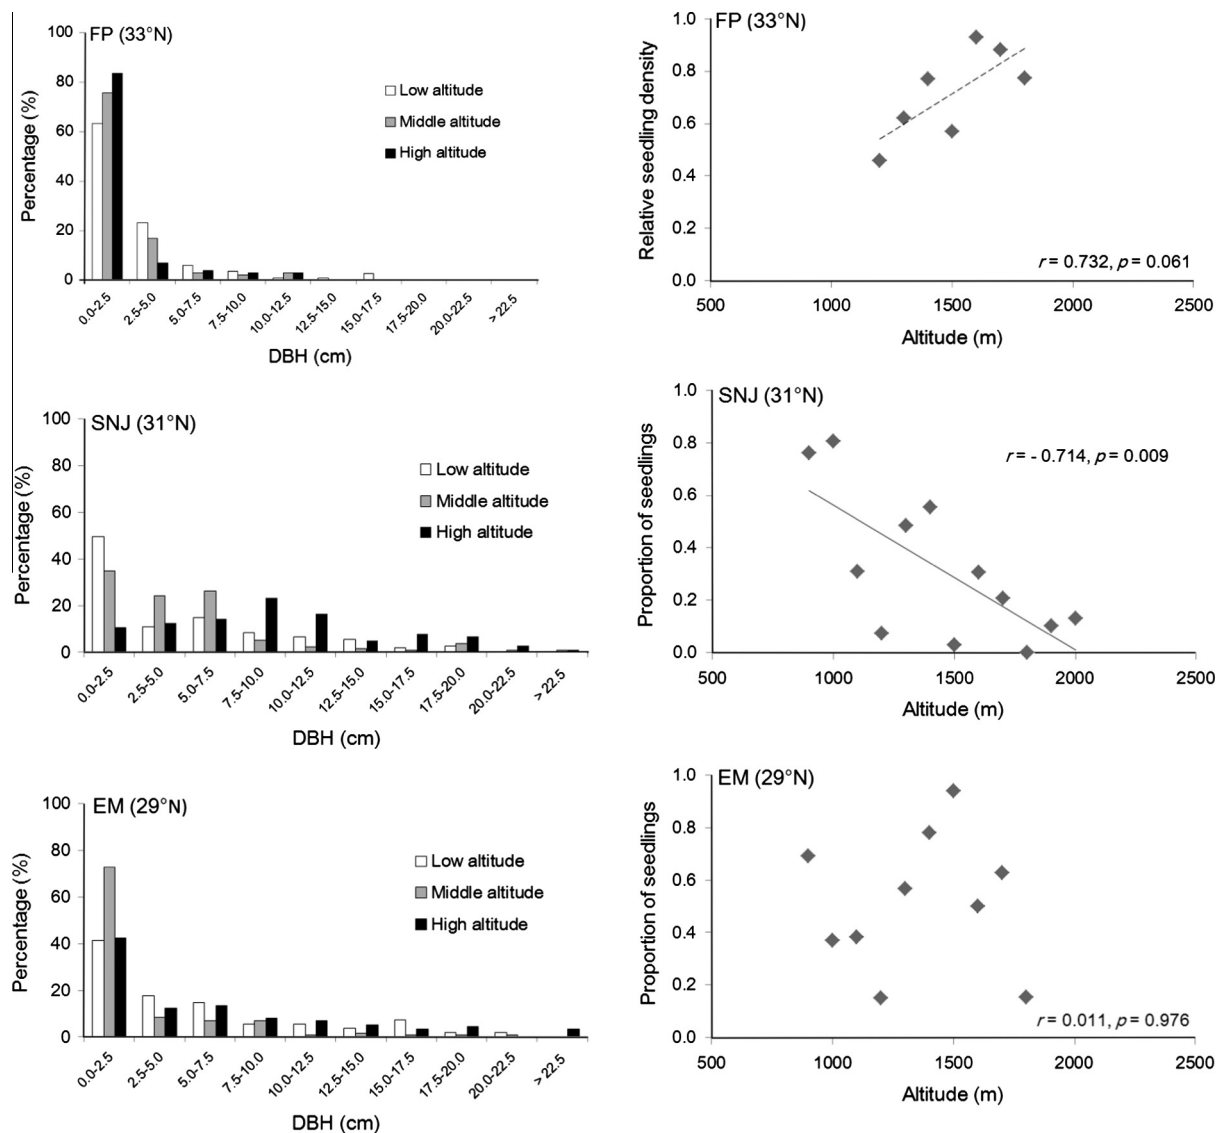 FP (33°N)
Percentage (%)
100
80
60
40
20
0
Low altitude
Middle altitude
High altitude
0.0-2.5
2.5-5.0
5.0-7.5
7.5-10.0
10.0-12.5
12.5-15.0
15.0-17.5
17.5-20.0
20.0-22.5
> 22.5
DBH (cm)
FP (33°N)
Relative seedling density
1.0
0.8
0.6
0.4
0.2
0.0
r = 0.732, p = 0.061
500
1000
1500
2000
2500
Altitude (m)
SNJ (31°N)
Percentage (%)
100
80
60
40
20
0
Low altitude
Middle altitude
High altitude
0.0-2.5
2.5-5.0
5.0-7.5
7.5-10.0
10.0-12.5
12.5-15.0
15.0-17.5
17.5-20.0
20.0-22.5
> 22.5
DBH (cm)
SNJ (31°N)
Proportion of seedlings
1.0
0.8
0.6
0.4
0.2
0.0
r = - 0.714, p = 0.009
500
1000
1500
2000
2500
Altitude (m)
EM (29°N)
Percentage (%)
100
80
60
40
20
0
Low altitude
Middle altitude
High altitude
0.0-2.5
2.5-5.0
5.0-7.5
7.5-10.0
10.0-12.5
12.5-15.0
15.0-17.5
17.5-20.0
20.0-22.5
> 22.5
DBH (cm)
EM (29°N)
Proportion of seedlings
1.0
0.8
0.6
0.4
0.2
0.0
r = 0.011, p = 0.976
500
1000
1500
2000
2500
Altitude (m)